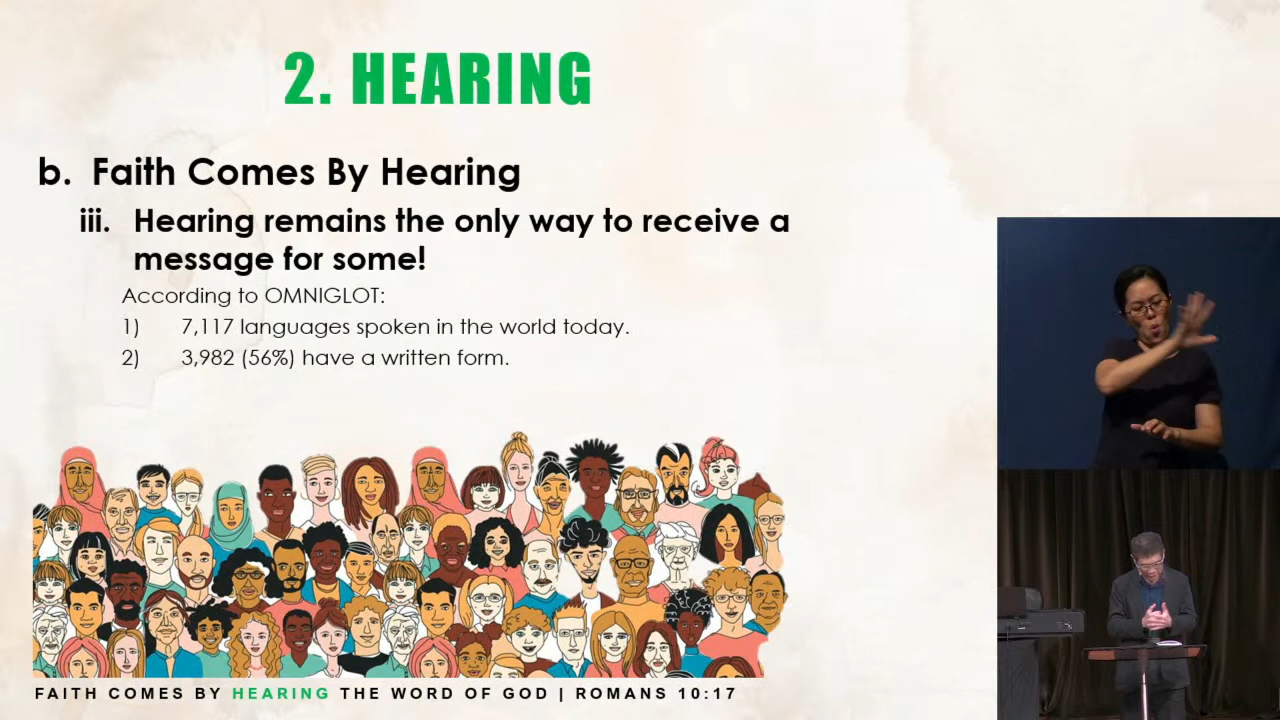 2. HEARING
b. Faith Comes By Hearing
iii. Hearing remains the only way to receive a
message for some!
According to OMNIGLOT:
1) 7,117 languages spoken in the world today.
2) 3,982 (56%) have a written form.
FAITH COMES BY HEARING THE WORD OF GOD | ROMANS 10:17